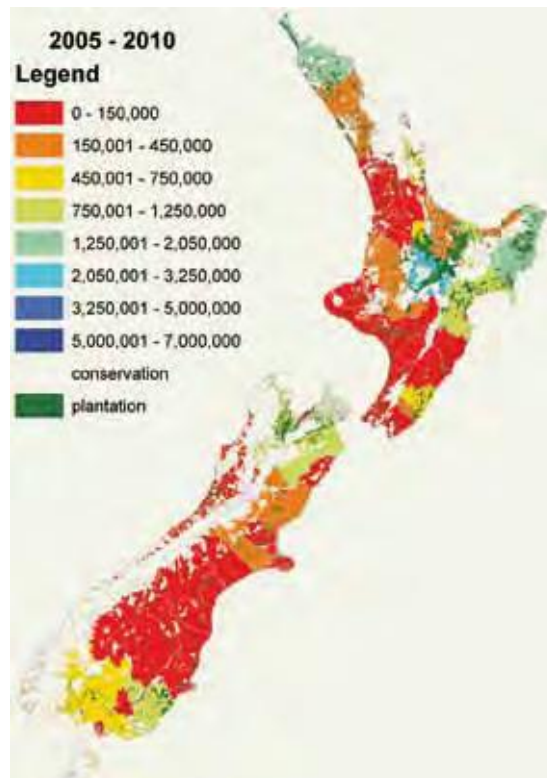 2005 - 2010
Legend
0 - 150,000
150,001 - 450,000
450,001 - 750,000
750,001 - 1,250,000
1,250,001 - 2,050,000
2,050,001 - 3,250,000
3,250,001 - 5,000,000
5,000,001 - 7,000,000
conservation
plantation